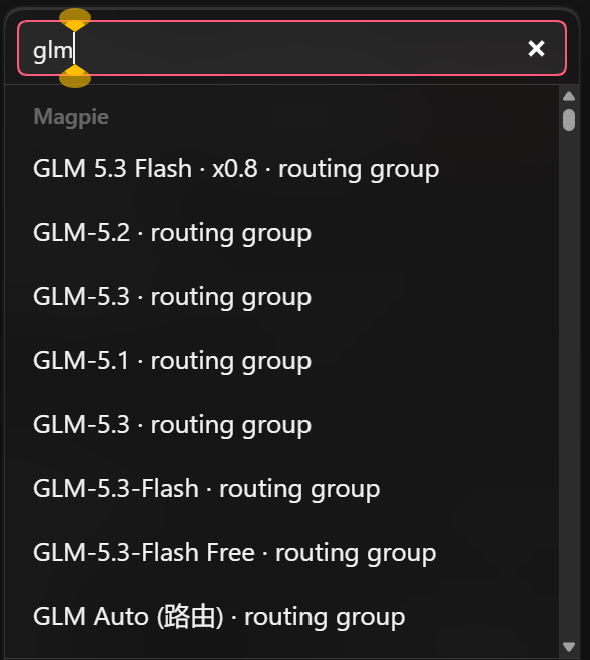 glm
Magpie
GLM 5.3 Flash · x0.8 · routing group
GLM-5.2 · routing group
GLM-5.3 · routing group
GLM-5.1 · routing group
GLM-5.3 · routing group
GLM-5.3-Flash · routing group
GLM-5.3-Flash Free · routing group
GLM Auto (路由) · routing group